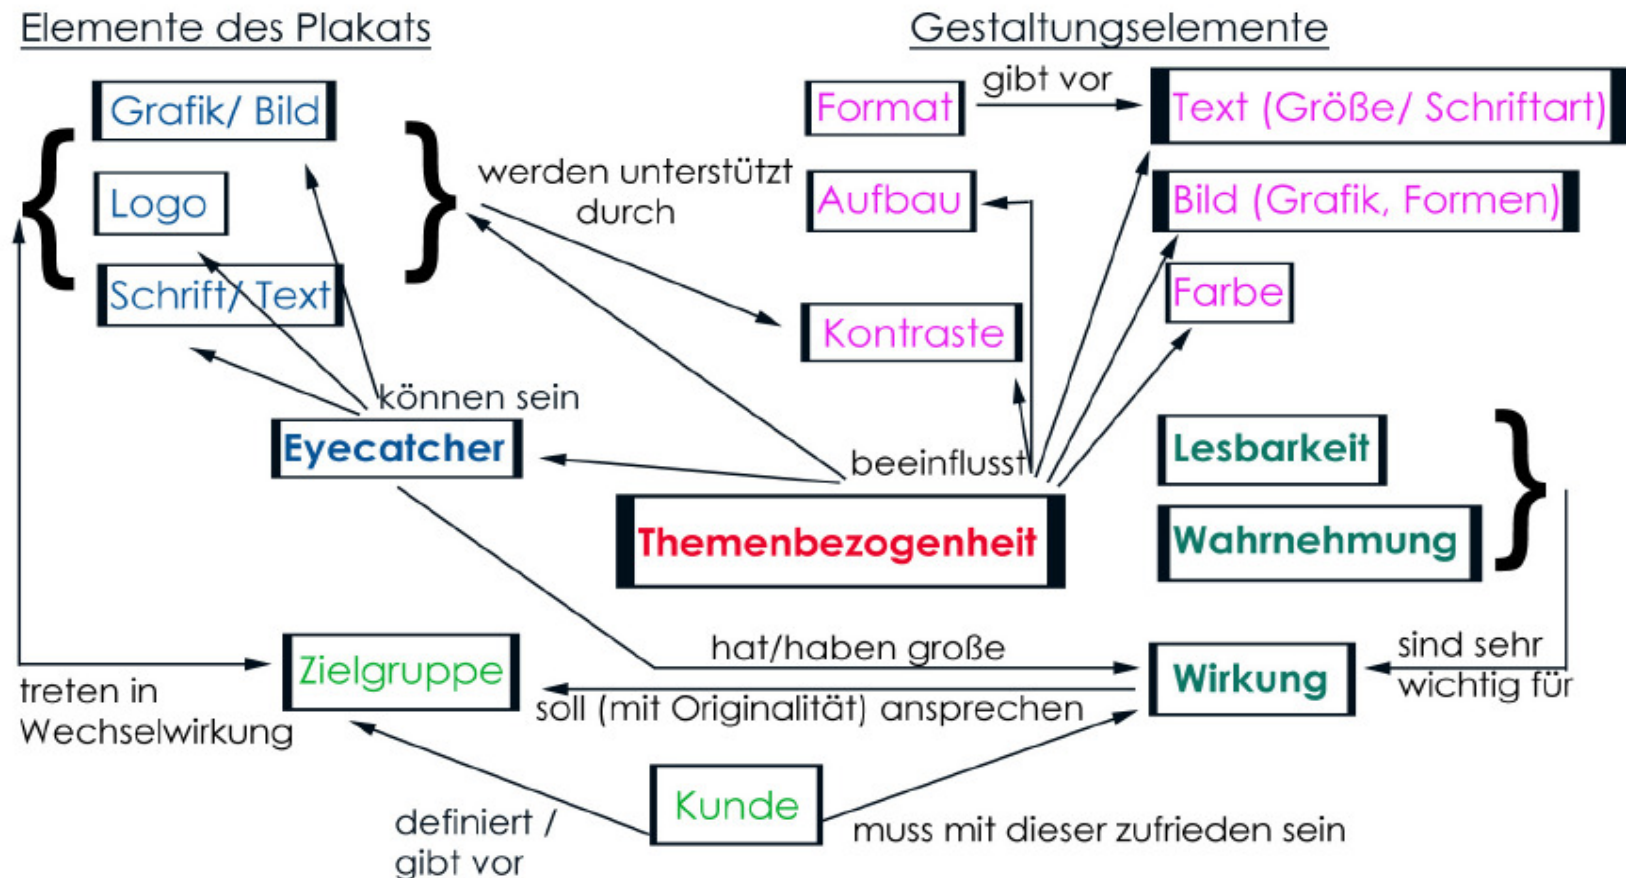 Elemente des Plakats
Gestaltungselemente
Grafik/ Bild
Logo
Schrift/ Text
werden unterstützt
durch
Format
gibt vor
Text (Größe/ Schriftart)
Aufbau
Bild (Grafik, Formen)
Farbe
Kontraste
können sein
Eyecatcher
beeinflusst
Themenbezogenheit
Lesbarkeit
Wahrnehmung
hat/haben große
Zielgruppe
Wirkung
sind sehr
wichtig für
soll (mit Originalität) ansprechen
treten in
Wechselwirkung
Kunde
definiert /
gibt vor
muss mit dieser zufrieden sein